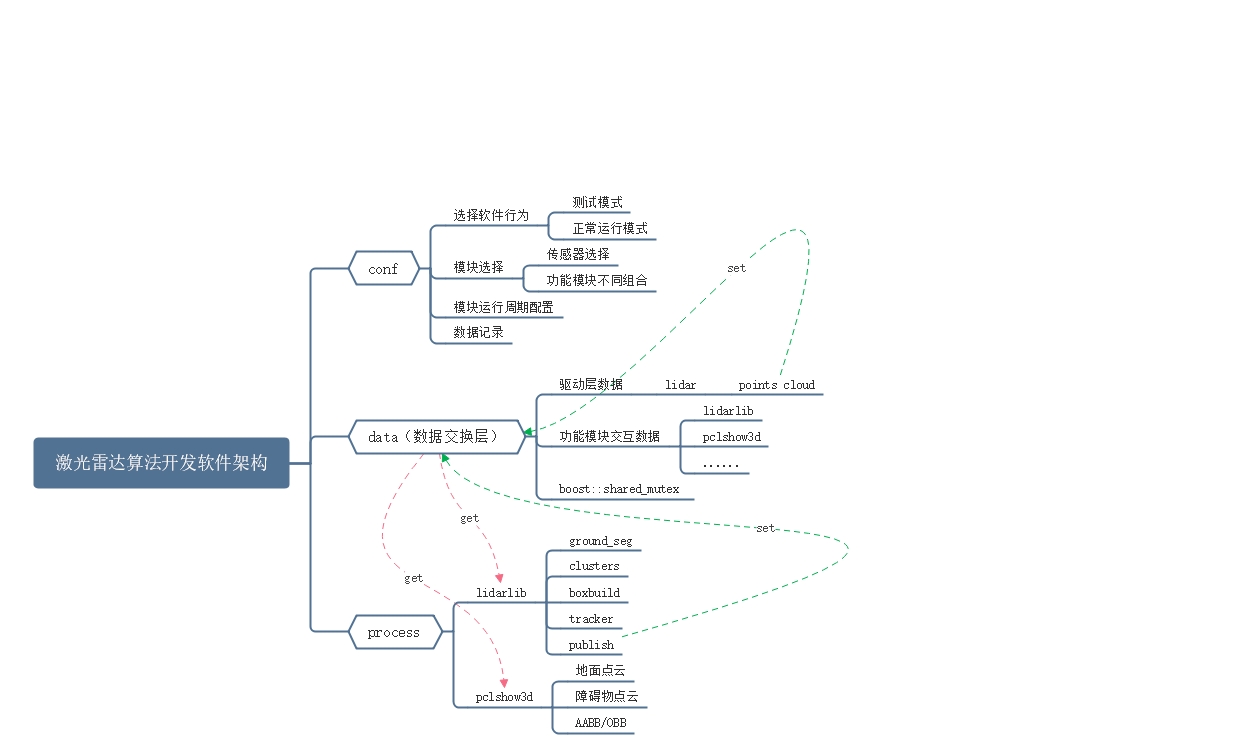 激光雷达算法开发软件架构
conf
选择软件行为
测试模式
正常运行模式
模块选择
传感器选择
功能模块不同组合
模块运行周期配置
数据记录
data（数据交换层）
驱动层数据
lidar
points cloud
功能模块交互数据
lidarlib
pclshow3d
......
boost::shared_mutex
process
lidarlib
ground_seg
clusters
boxbuild
tracker
publish
pclshow3d
地面点云
障碍物点云
AABB/OBB
set
set
get
get